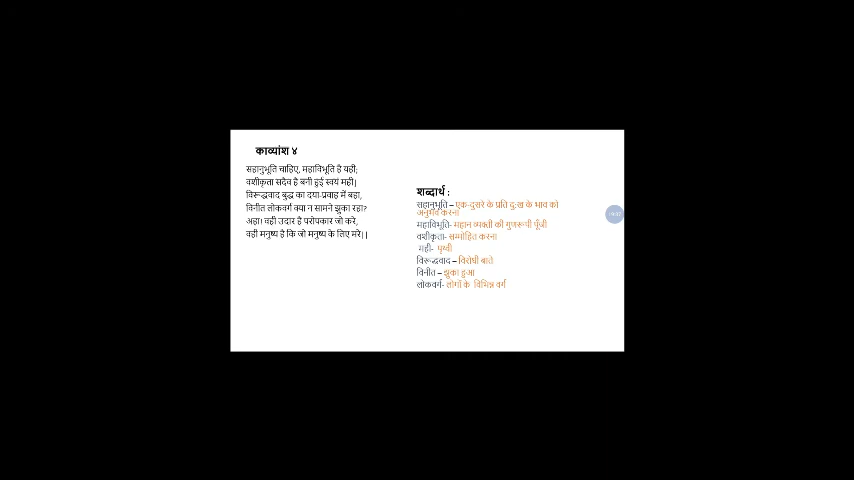 काव्यांश ४
सहानुभूति चाहिए, महाविभूति है यही;
वशीकृता सदैव है बनी हुई स्वयं मही|
विरूद्धवाद बुद्ध का दया-प्रवाह में बहा,
विनीत लोकवर्ग क्या न सामने झुका रहा?
अहा! वही उदार है परोपकार जो करे,
वही मनुष्य है कि जो मनुष्य के लिए मरे||
शब्दार्थ :
सहानुभूति – एक-दुसरे के प्रति दु:ख के भाव को
अनुभव करना
महाविभूति- महान व्यक्ती की गुणरूपी पूँजी
वशीकृता- सम्मोहित करना
मही- पृथ्वी
विरूद्धवाद – विरोधी बाते
विनीत – झुका हुआ
लोकवर्ग- लोगों के विभिन्न वर्ग